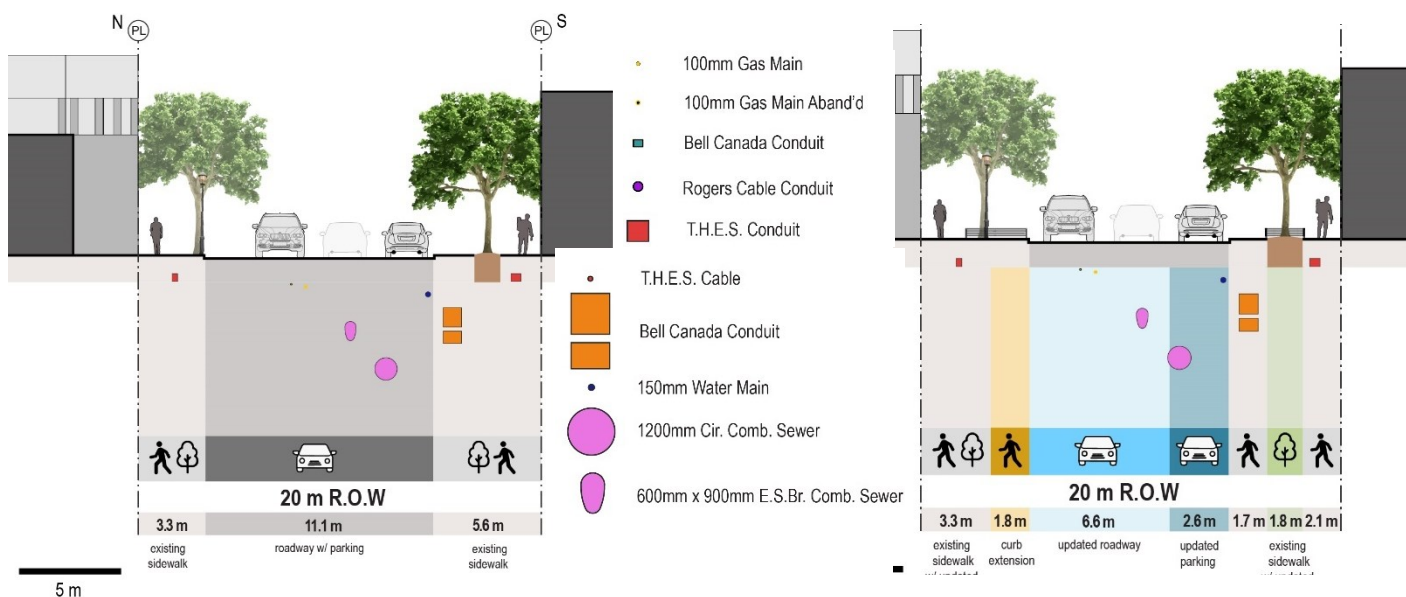 N PL
PL S
100mm Gas Main
100mm Gas Main Aband'd
Bell Canada Conduit
Rogers Cable Conduit
T.H.E.S. Conduit
T.H.E.S. Cable
Bell Canada Conduit
150mm Water Main
1200mm Cir. Comb. Sewer
600mm x 900mm E.S.Br. Comb. Sewer
20 m R.O.W
3.3 m 11.1 m 5.6 m
existing
sidewalk
roadway w/ parking
existing
sidewalk
5 m
20 m R.O.W
3.3 m 1.8 m 6.6 m 2.6 m 1.7 m 1.8 m 2.1 m
existing
sidewalk
curb
extension
updated roadway
updated
parking
existing
sidewalk